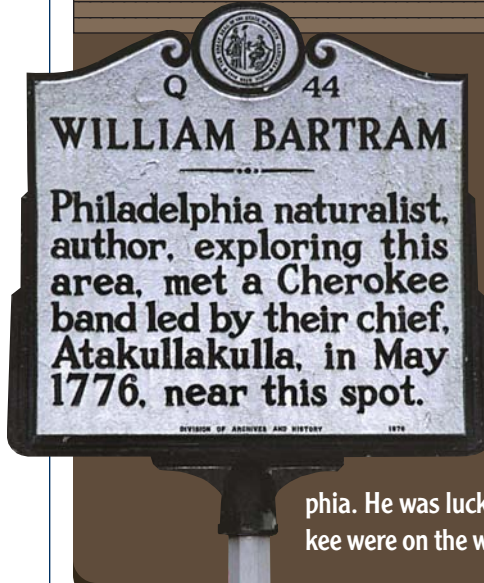 Q 44
WILLIAM BARTRAM
Philadelphia naturalist,
author, exploring this
area, met a Cherokee
band led by their chief,
Atakullakulla, in May
1776, near this spot.
DIVISION OF ARCHIVES AND HISTORY
phia. He was luck
kee were on the w